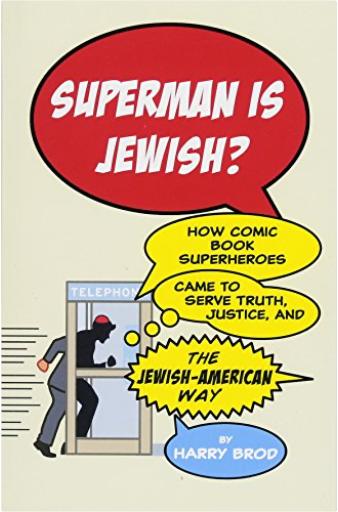 SUPERMAN IS
JEWISH?
HOW COMIC
BOOK
SUPERHEROES
CAME TO
SERVE TRUTH,
JUSTICE, AND
TELEPHON
THE
JEWISH-AMERICAN
WAY
BY
HARRY BROD